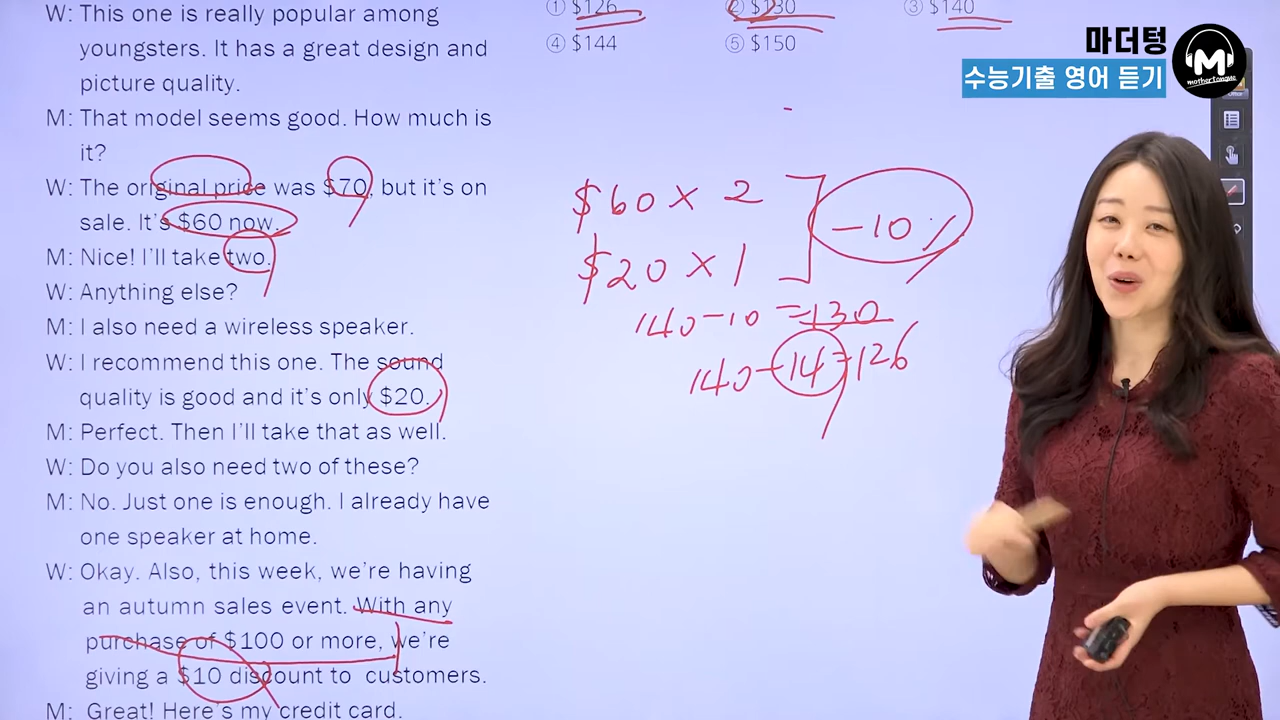 W: This one is really popular among
youngsters. It has a great design and
picture quality.
M: That model seems good. How much is
it?
W: The original price was $70, but it's on
sale. It's $60 now.
M: Nice! I'll take two.
W: Anything else?
M: I also need a wireless speaker.
W: I recommend this one. The sound
quality is good and it's only $20.
M: Perfect. Then I'll take that as well.
W: Do you also need two of these?
M: No. Just one is enough. I already have
one speaker at home.
W: Okay. Also, this week, we're having
an autumn sales event. With any
purchase of $100 or more, we're
giving a $10 discount to customers.
M: Great! Here's my credit card.
① $126 ② $130 ③ $140
④ $144 ⑤ $150
$60 × 2
-10%
$20 × 1
140-10 = 130
140-14=126
마더텅
수능기출 영어 듣기
M
mothertongue